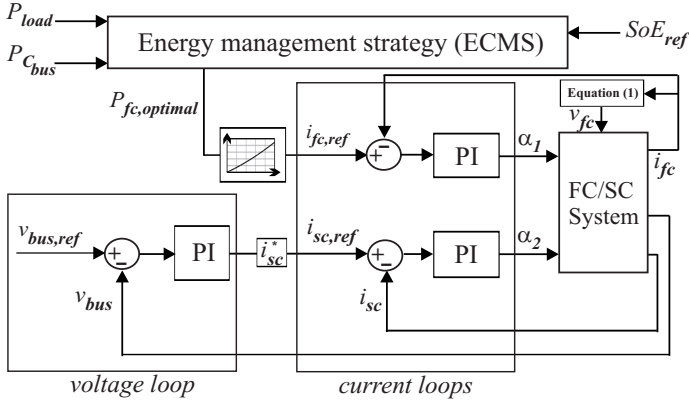 P_load
Energy management strategy (ECMS)
SoE_ref
P_C_bus
P_fc,optimal
Equation (1)
v_fc
i_fc,ref
+
−
PI
α_1
i_fc
FC/SC
System
v_bus,ref
+
−
PI
i*_sc
i_sc,ref
+
−
PI
α_2
v_bus
i_sc
voltage loop
current loops